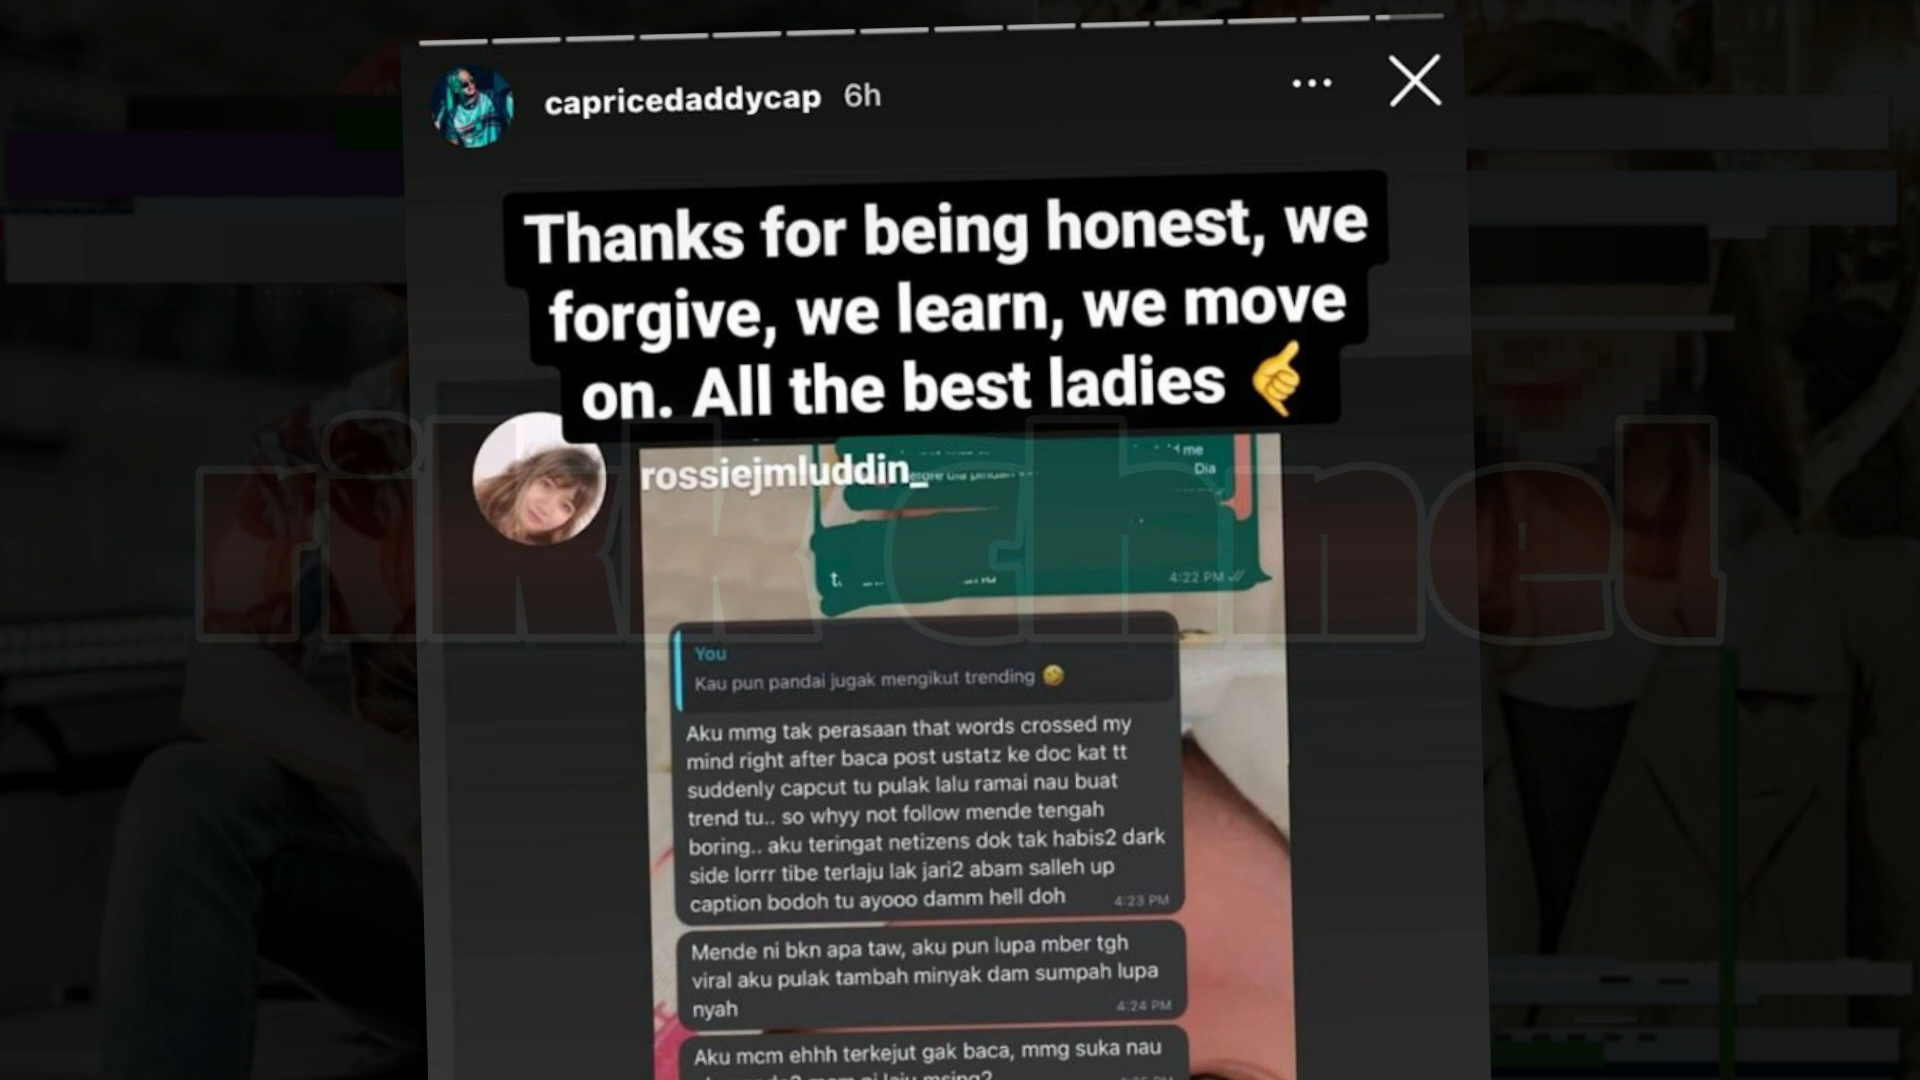 capricedaddycap 6h
Thanks for being honest, we
forgive, we learn, we move
on. All the best ladies 🤙
rossiejmluddin_
me
Dia
4:22 PM
You
Kau pun pandai jugak mengikut trending 🤣
Aku mmg tak perasaan that words crossed my
mind right after baca post ustatz ke doc kat tt
suddenly capcut tu pulak lalu ramai nau buat
trend tu.. so whyy not follow mende tengah
boring.. aku teringat netizens dok tak habis2 dark
side lorrr tibe terlaju lak jari2 abam salleh up
caption bodoh tu ayooo damm hell doh
4:23 PM
Mende ni bkn apa taw, aku pun lupa mber tgh
viral aku pulak tambah minyak dam sumpah lupa
nyah
4:24 PM
Aku mcm ehhh terkejut gak baca, mmg suka nau
rikk chnel